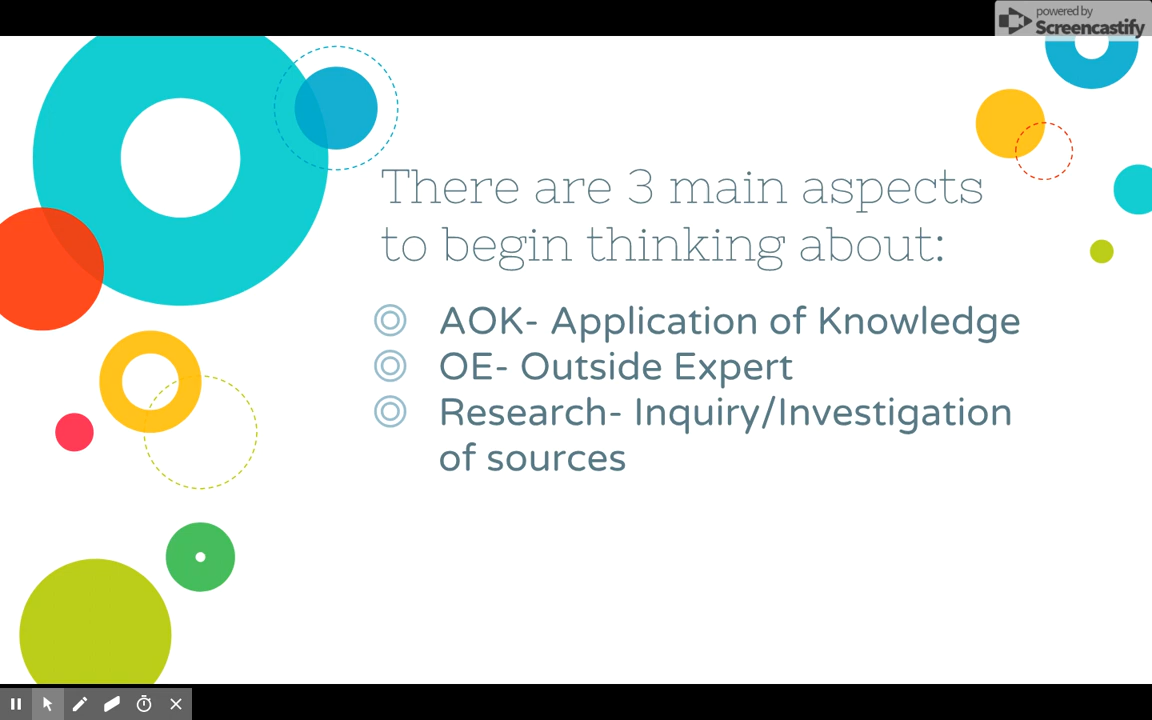 powered by
Screencastify
There are 3 main aspects
to begin thinking about:
AOK- Application of Knowledge
OE- Outside Expert
Research- Inquiry/Investigation
of sources